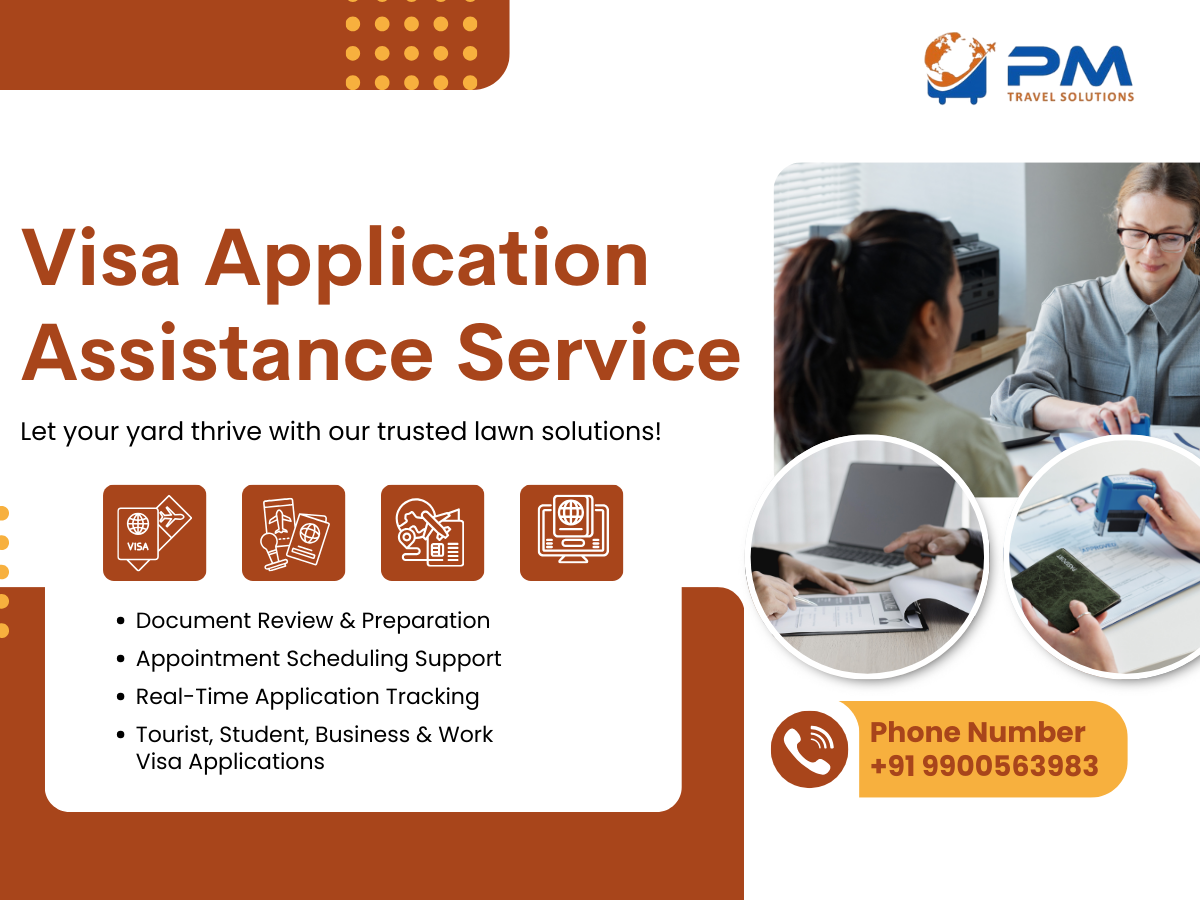 PM
TRAVEL SOLUTIONS
Visa Application
Assistance Service
Let your yard thrive with our trusted lawn solutions!
VISA
• Document Review & Preparation
• Appointment Scheduling Support
• Real-Time Application Tracking
• Tourist, Student, Business & Work
Visa Applications
Phone Number
+91 9900563983